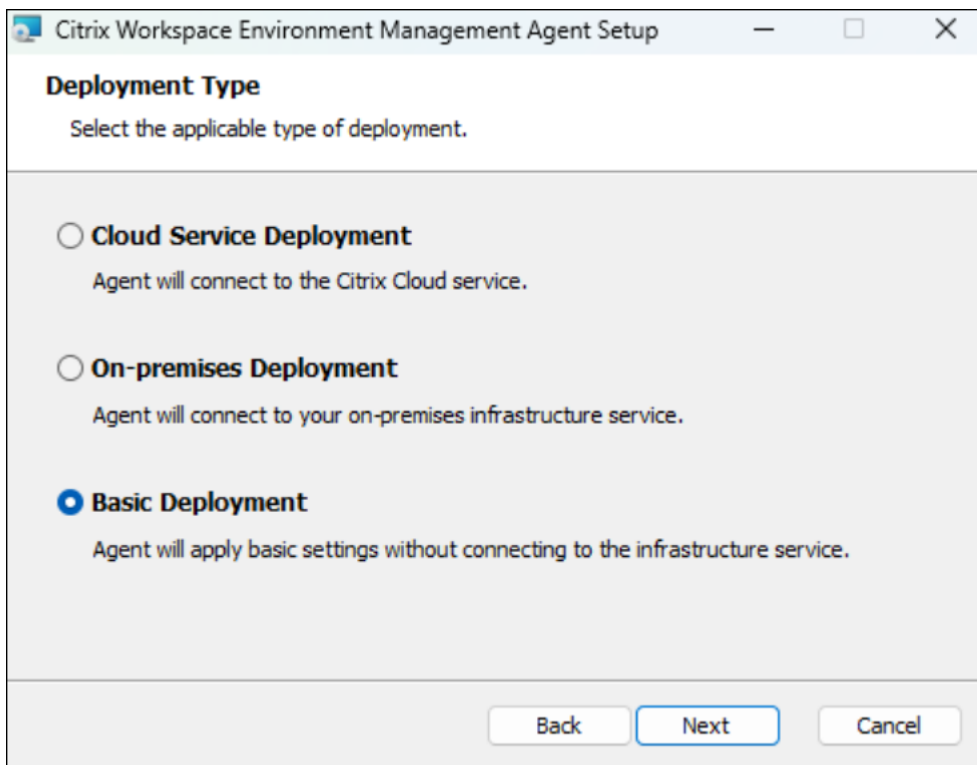 Citrix Workspace Environment Management Agent Setup
Deployment Type
Select the applicable type of deployment.
Cloud Service Deployment
Agent will connect to the Citrix Cloud service.
On-premises Deployment
Agent will connect to your on-premises infrastructure service.
Basic Deployment
Agent will apply basic settings without connecting to the infrastructure service.
Back Next Cancel